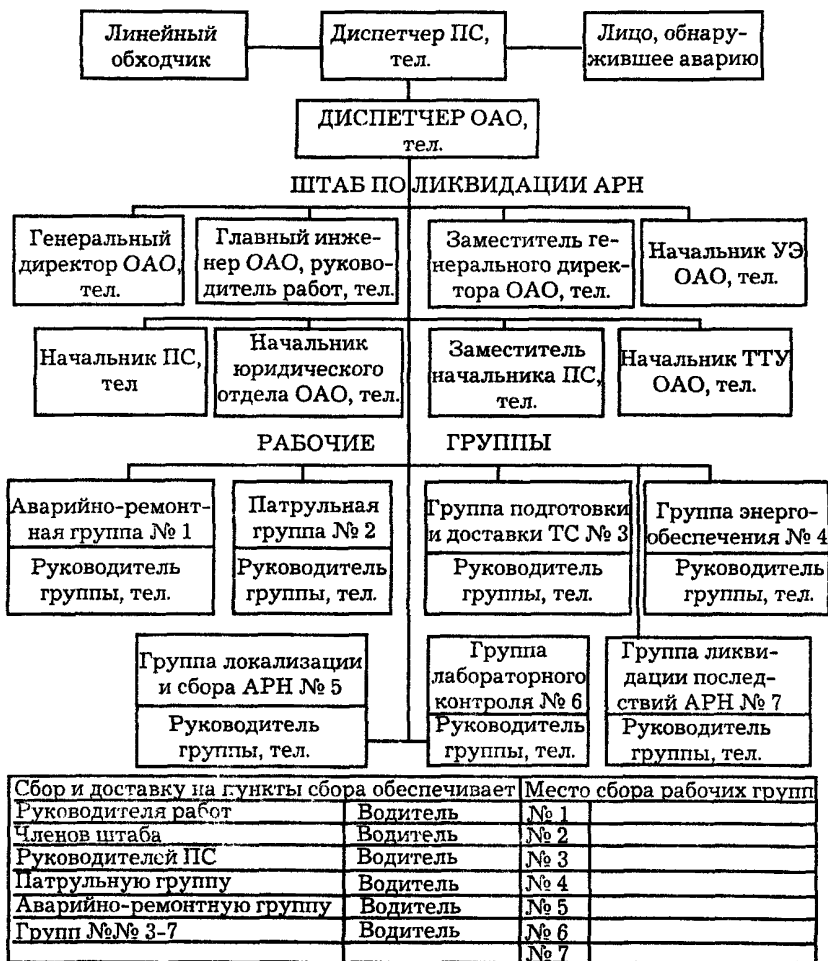 Линейный
обходчик
Диспетчер ПС,
тел.
Лицо, обнару-
жившее аварию
ДИСПЕТЧЕР ОАО,
тел.
ШТАБ ПО ЛИКВИДАЦИИ АРН
Генеральный
директор ОАО,
тел.
Главный инже-
нер ОАО, руково-
дитель работ, тел.
Заместитель ге-
нерального дирек-
тора ОАО, тел.
Начальник УЭ
ОАО, тел.
Начальник ПС,
тел
Начальник
юридического
отдела ОАО, тел.
Заместитель
начальника ПС,
тел.
Начальник ТТУ
ОАО, тел.
РАБОЧИЕ ГРУППЫ
Аварийно-ремонт-
ная группа № 1
Руководитель
группы, тел.
Патрульная
группа № 2
Руководитель
группы, тел.
Группа подготовки
и доставки ТС № 3
Руководитель
группы, тел.
Группа энерго-
обеспечения № 4
Руководитель
группы, тел.
Группа локализации
и сбора АРН № 5
Руководитель
группы, тел.
Группа
лабораторного
контроля № 6
Руководитель
группы, тел.
Группа ликви-
дации послед-
ствий АРН № 7
Руководитель
группы, тел.
Сбор и доставку на пункты сбора обеспечивает Место сбора рабочих групп
Руководителя работ Водитель № 1
Членов штаба Водитель № 2
Руководителей ПС Водитель № 3
Патрульную группу Водитель № 4
Аварийно-ремонтную группу Водитель № 5
Групп №№ 3-7 Водитель № 6
№ 7